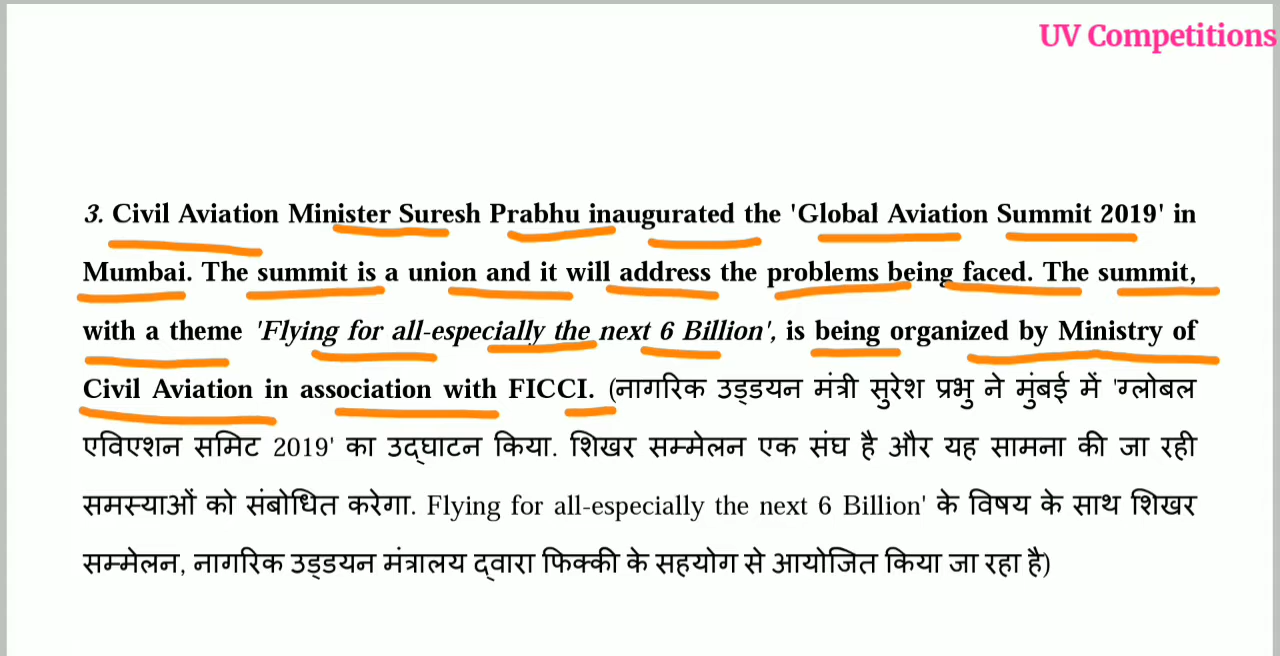 UV Competitions
3. Civil Aviation Minister Suresh Prabhu inaugurated the 'Global Aviation Summit 2019' in
Mumbai. The summit is a union and it will address the problems being faced. The summit,
with a theme 'Flying for all-especially the next 6 Billion', is being organized by Ministry of
Civil Aviation in association with FICCI. (नागरिक उड्डयन मंत्री सुरेश प्रभु ने मुंबई में 'ग्लोबल
एविएशन समिट 2019' का उद्घाटन किया. शिखर सम्मेलन एक संघ है और यह सामना की जा रही
समस्याओं को संबोधित करेगा. Flying for all-especially the next 6 Billion' के विषय के साथ शिखर
सम्मेलन, नागरिक उड्डयन मंत्रालय द्वारा फिक्की के सहयोग से आयोजित किया जा रहा है)